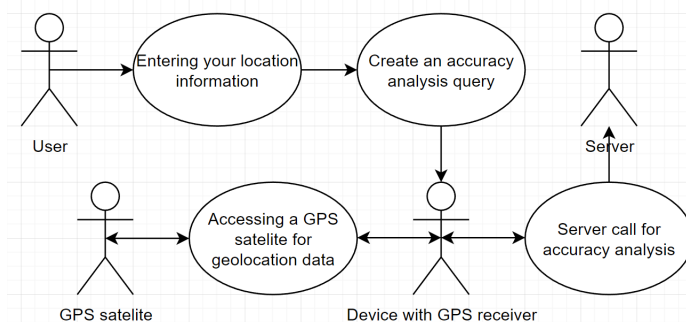 Entering your location
information
Create an accuracy
analysis query
User
Server
Accessing a GPS
satelite for
geolocation data
Server call for
accuracy analysis
GPS satelite
Device with GPS receiver